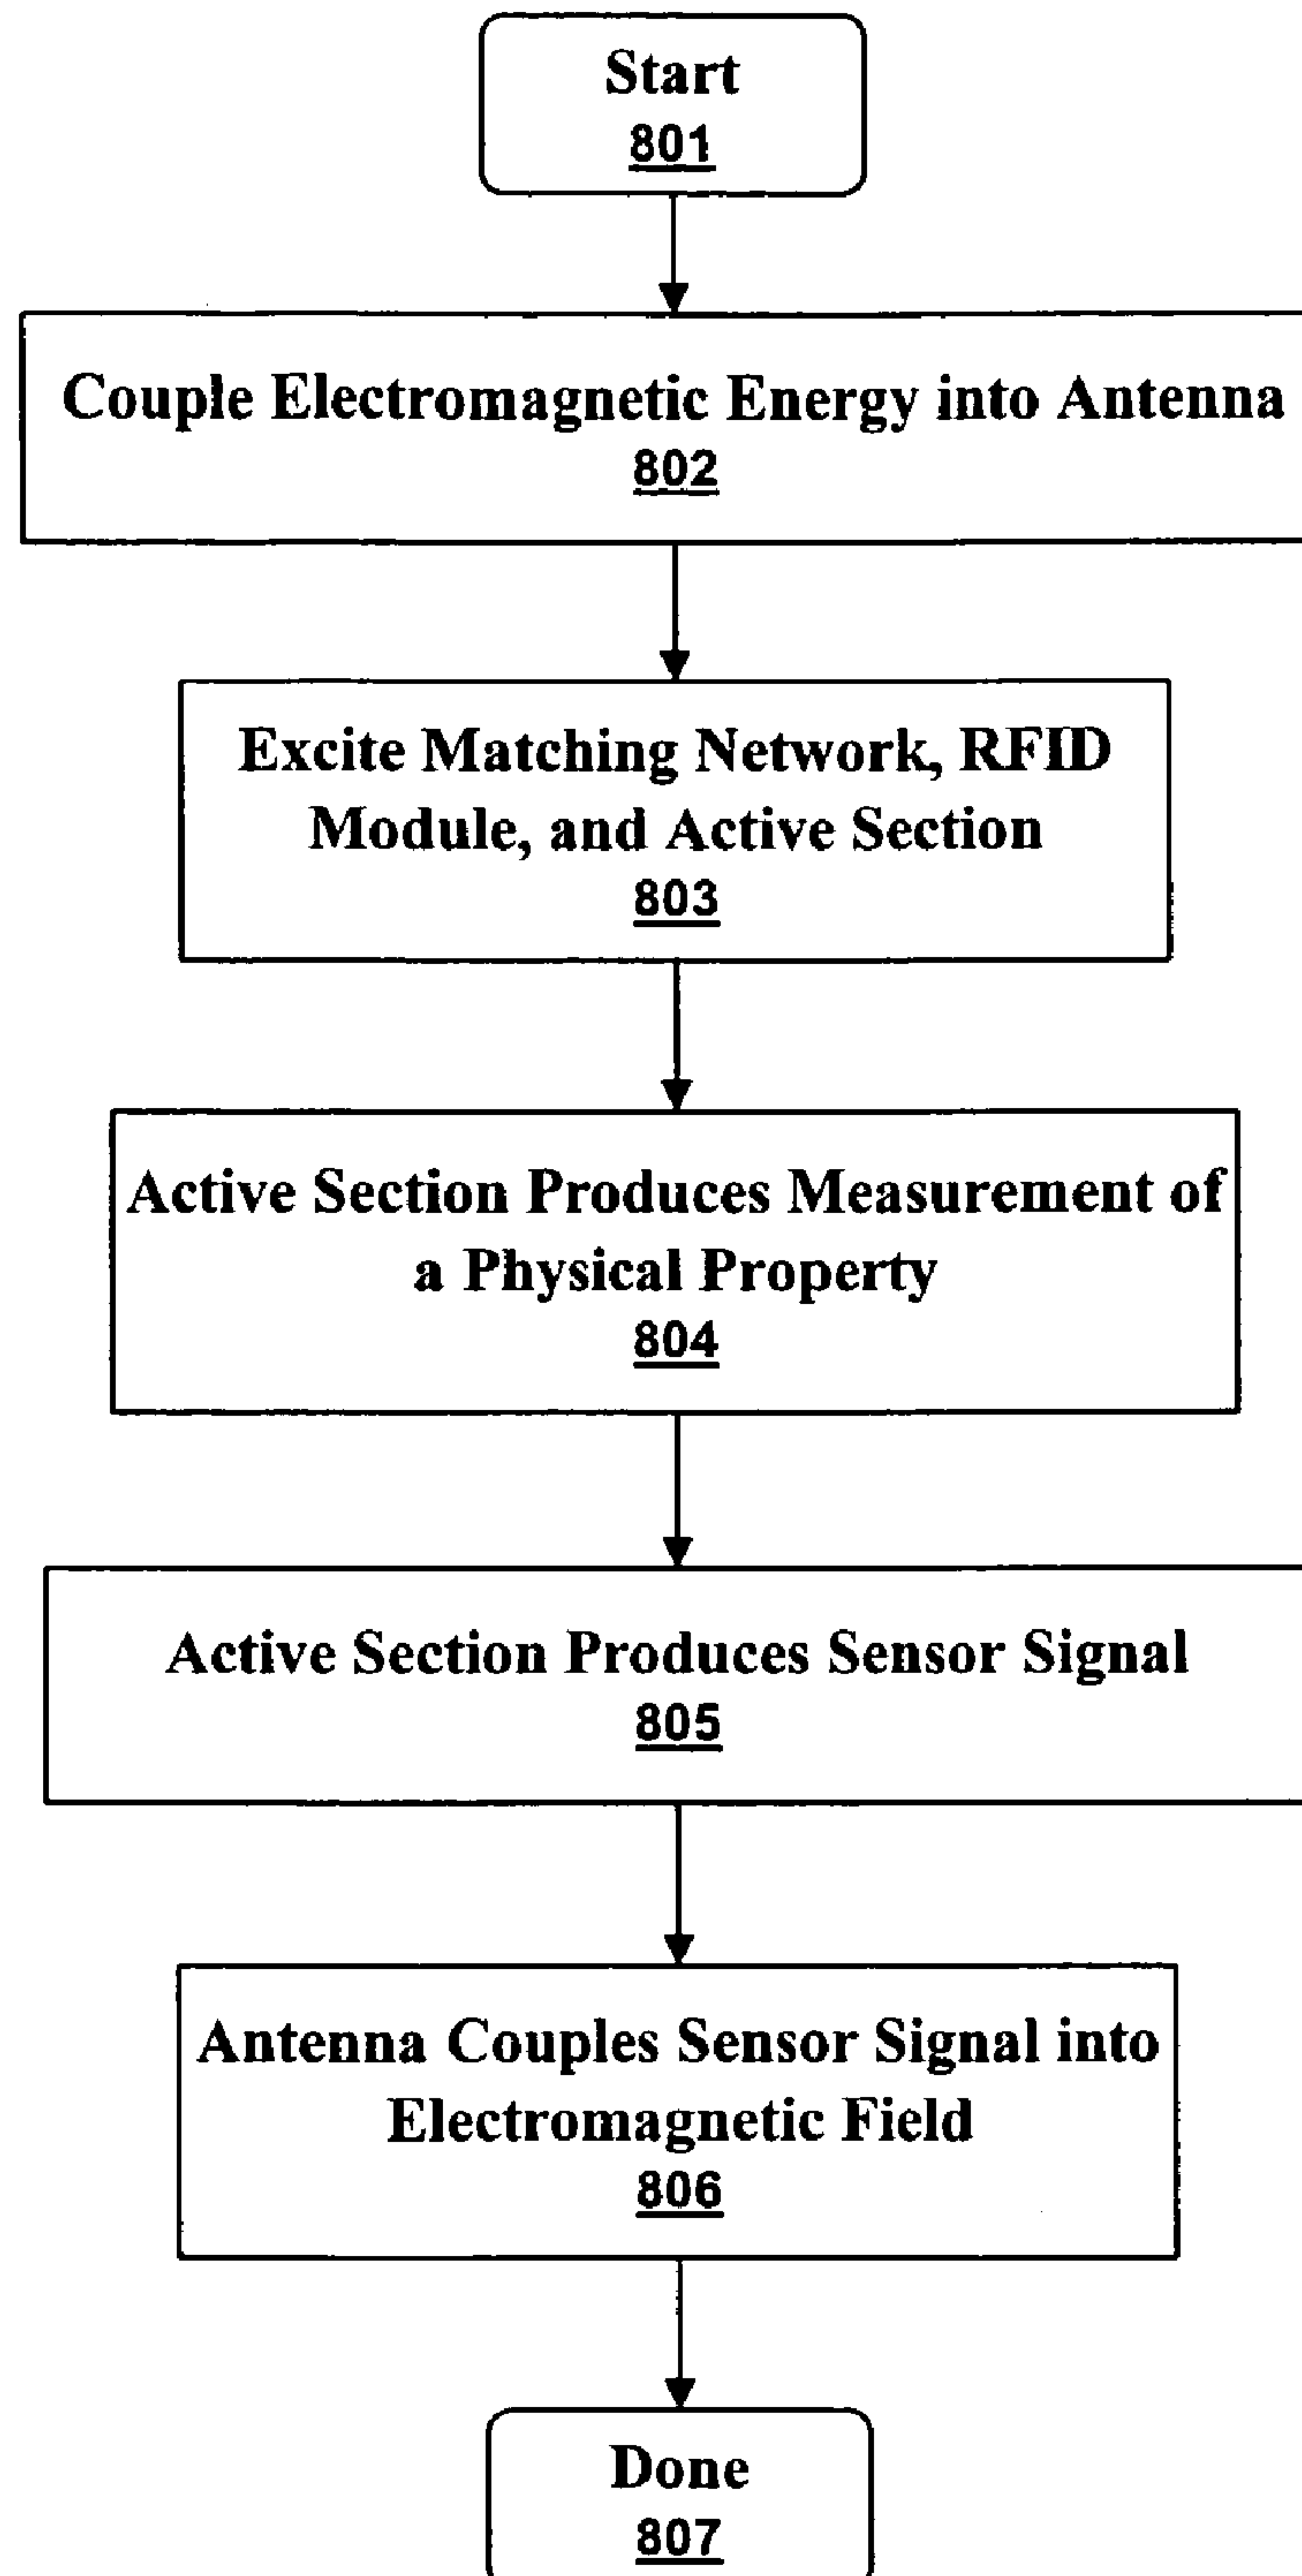 Start
801
Couple Electromagnetic Energy into Antenna
802
Excite Matching Network, RFID
Module, and Active Section
803
Active Section Produces Measurement of
a Physical Property
804
Active Section Produces Sensor Signal
805
Antenna Couples Sensor Signal into
Electromagnetic Field
806
Done
807